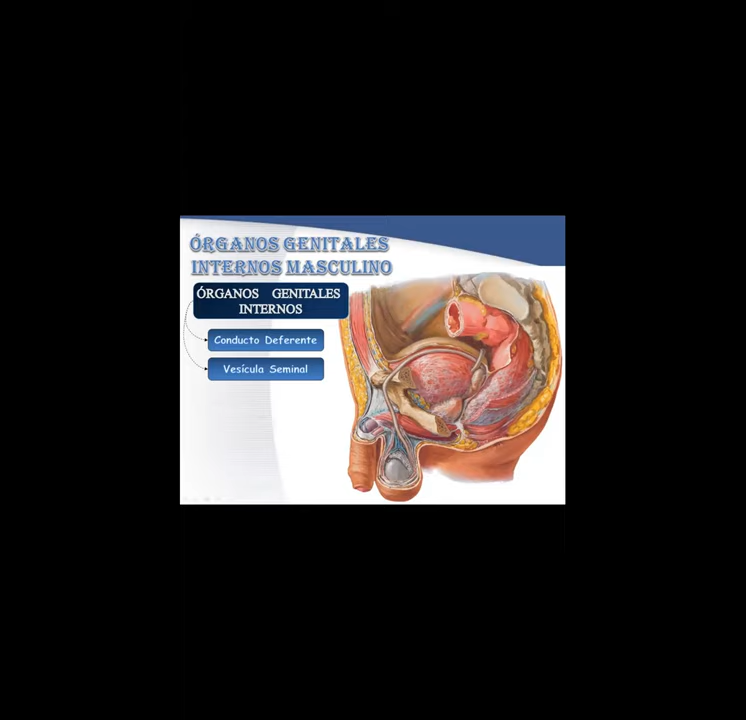 ÓRGANOS GENITALES
INTERNOS MASCULINO
ÓRGANOS GENITALES
INTERNOS
Conducto Deferente
Vesícula Seminal